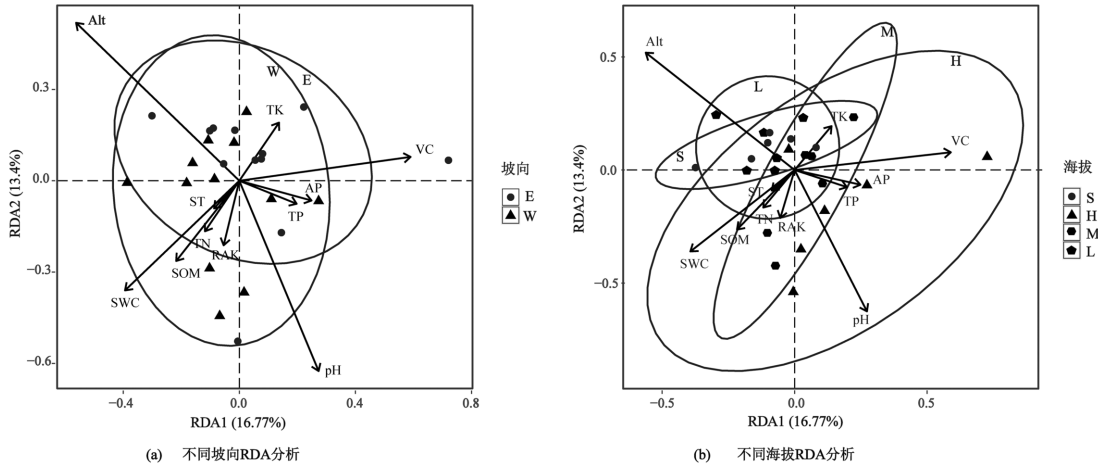 Alt
W
E
TK
VC
AP
TP
ST
TN
RAK
SOM
SWC
pH
0.3
0.0
−0.3
−0.6
RDA2 (13.4%)
−0.4
0.0
0.4
0.8
RDA1 (16.77%)
坡向
E
W
(a) 不同坡向RDA分析
M
H
Alt
L
TK
VC
S
AP
ST
TP
TN
RAK
SOM
SWC
pH
0.5
0.0
−0.5
RDA2 (13.4%)
−0.5
0.0
0.5
RDA1 (16.77%)
海拔
S
H
M
L
(b) 不同海拔RDA分析